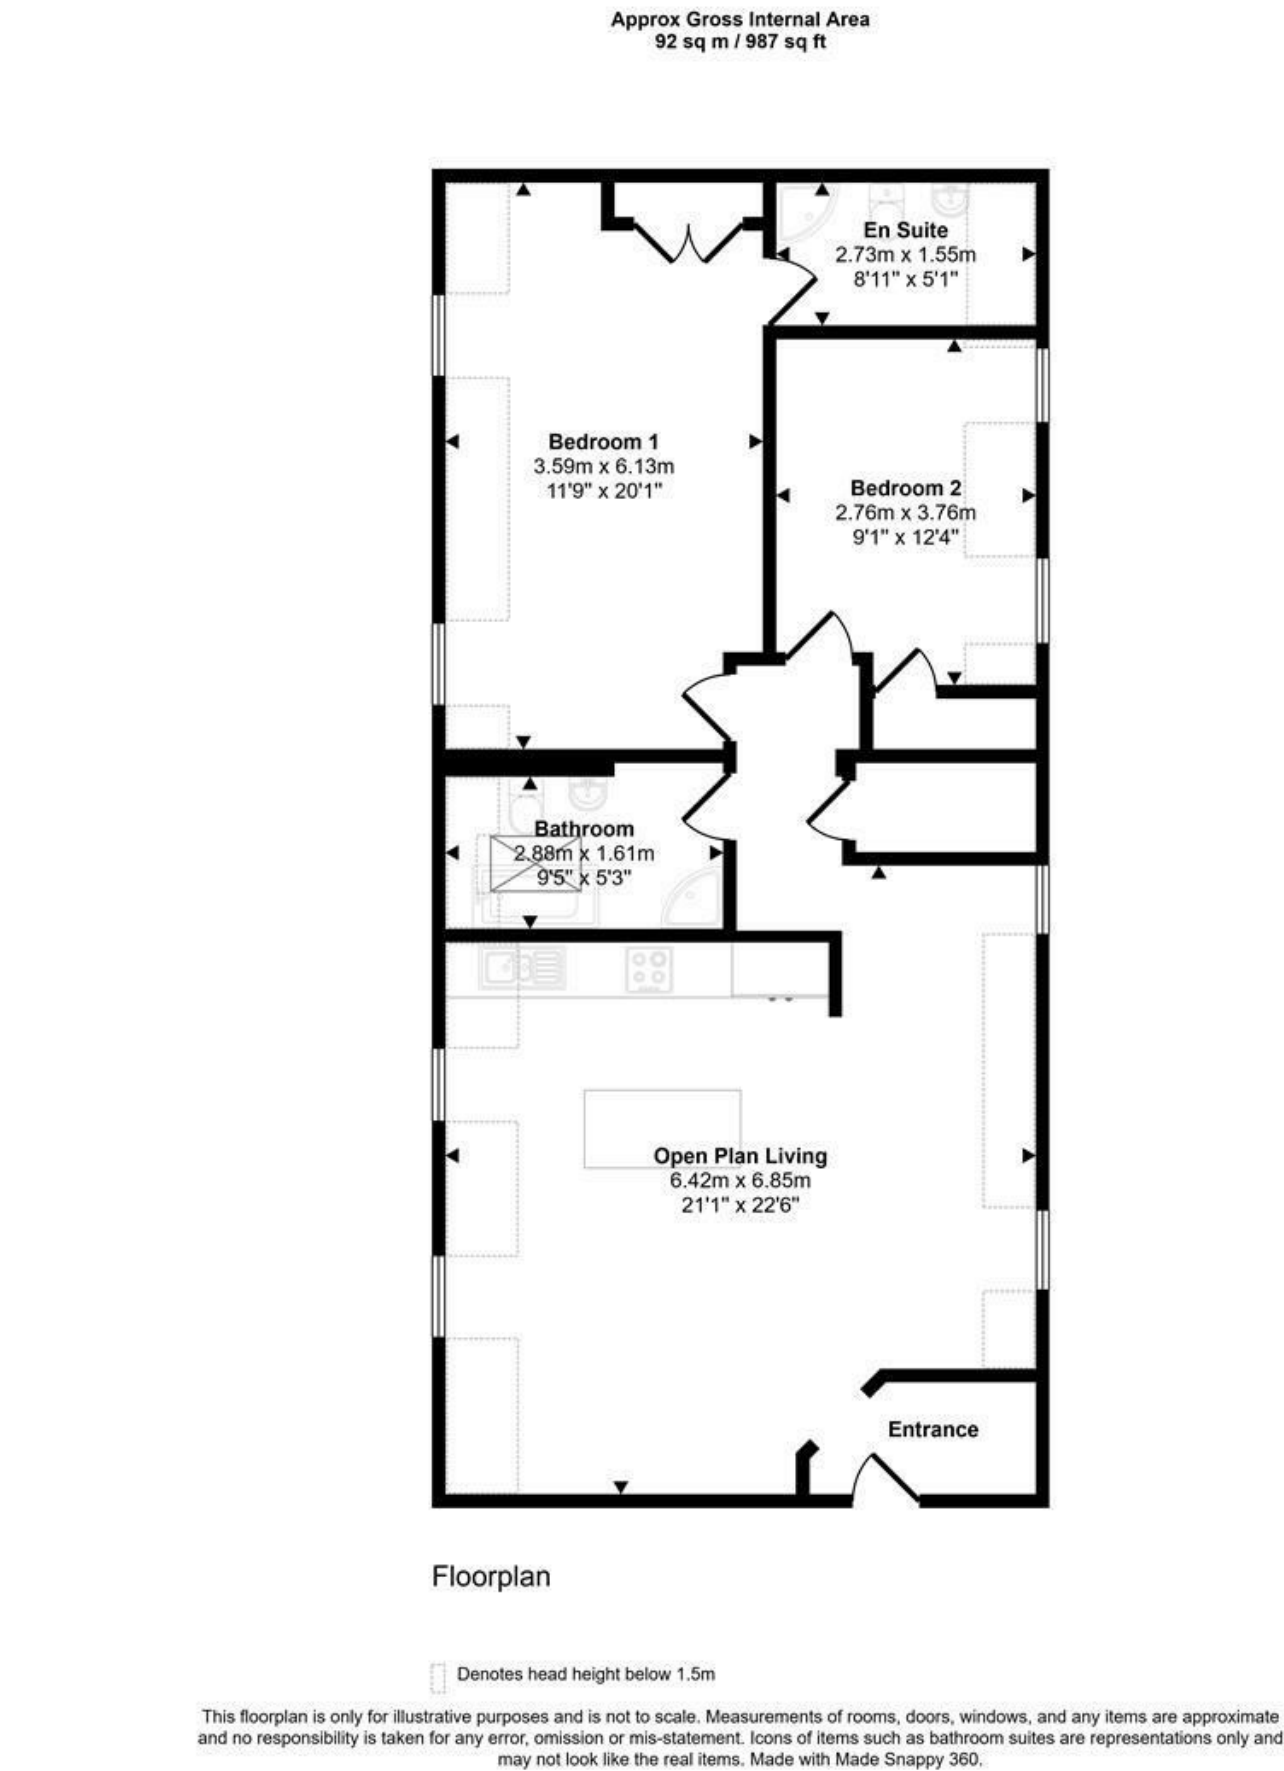 Approx Gross Internal Area
92 sq m / 987 sq ft
En Suite
2.73m x 1.55m
8'11" x 5'1"
Bedroom 1
3.59m x 6.13m
11'9" x 20'1"
Bedroom 2
2.76m x 3.76m
9'1" x 12'4"
Bathroom
2.88m x 1.61m
9'5" x 5'3"
Open Plan Living
6.42m x 6.85m
21'1" x 22'6"
Entrance
Floorplan
Denotes head height below 1.5m
This floorplan is only for illustrative purposes and is not to scale. Measurements of rooms, doors, windows, and any items are approximate
and no responsibility is taken for any error, omission or mis-statement. Icons of items such as bathroom suites are representations only and
may not look like the real items. Made with Made Snappy 360.